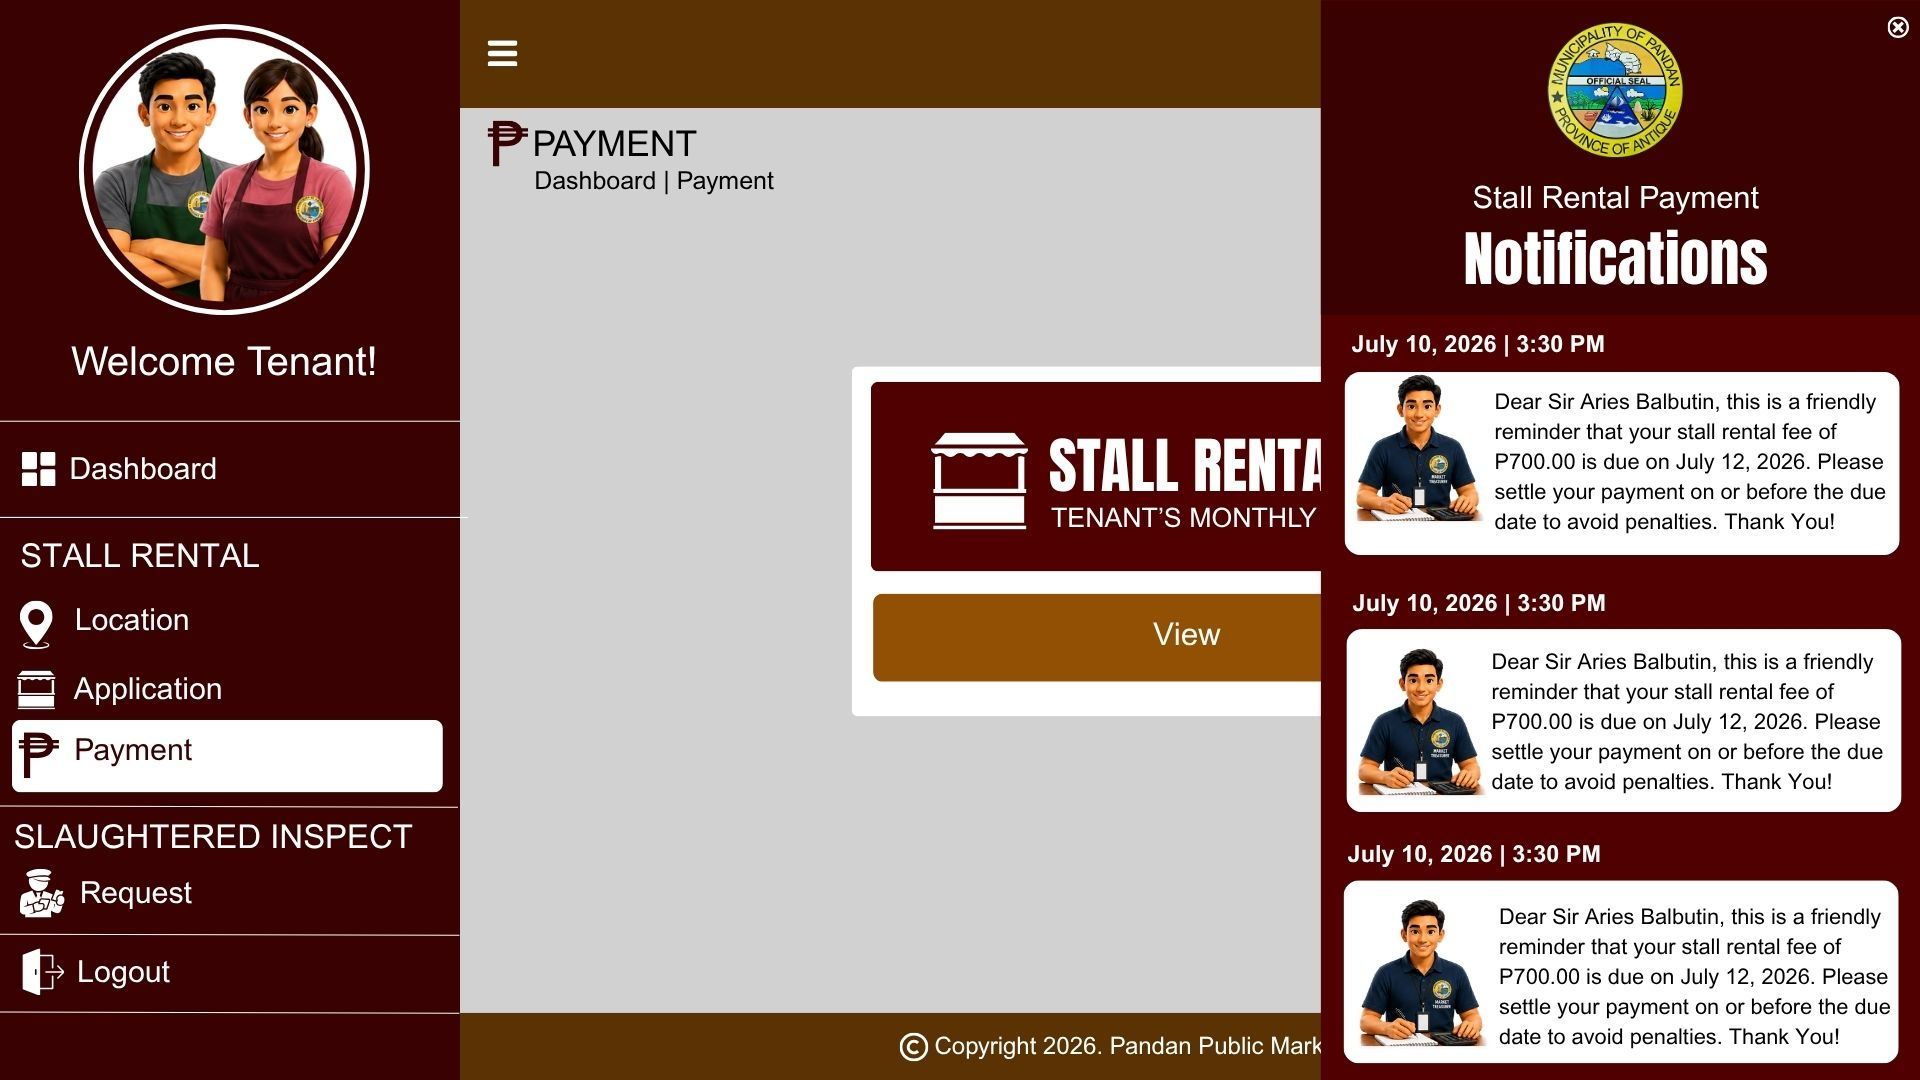 Welcome Tenant!
Dashboard
STALL RENTAL
Location
Application
Payment
SLAUGHTERED INSPECT
Request
Logout
PAYMENT
Dashboard | Payment
STALL RENTA
TENANT'S MONTHLY
View
Copyright 2026. Pandan Public Mark
MUNICIPALITY OF PANDAN
OFFICIAL SEAL
PROVINCE OF ANTIQUE
Stall Rental Payment
Notifications
July 10, 2026 | 3:30 PM
MARKET
TREASURER
Dear Sir Aries Balbutin, this is a friendly
reminder that your stall rental fee of
P700.00 is due on July 12, 2026. Please
settle your payment on or before the due
date to avoid penalties. Thank You!
July 10, 2026 | 3:30 PM
MARKET
TREASURER
Dear Sir Aries Balbutin, this is a friendly
reminder that your stall rental fee of
P700.00 is due on July 12, 2026. Please
settle your payment on or before the due
date to avoid penalties. Thank You!
July 10, 2026 | 3:30 PM
MARKET
TREASURER
Dear Sir Aries Balbutin, this is a friendly
reminder that your stall rental fee of
P700.00 is due on July 12, 2026. Please
settle your payment on or before the due
date to avoid penalties. Thank You!